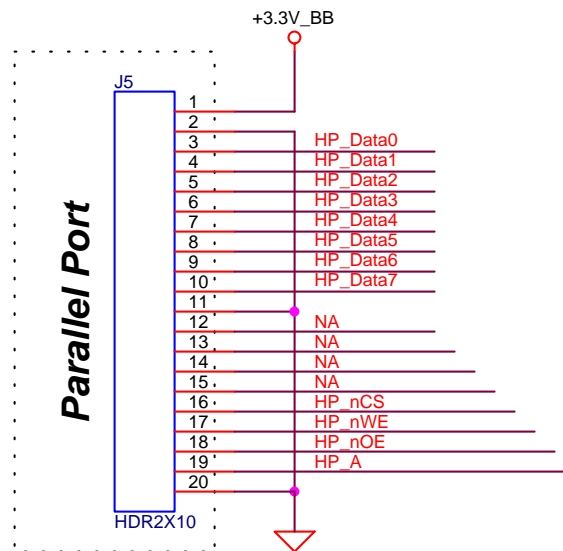 +3.3V_BB
J5
Parallel Port
1
2
3 HP_Data0
4 HP_Data1
5 HP_Data2
6 HP_Data3
7 HP_Data4
8 HP_Data5
9 HP_Data6
10 HP_Data7
11
12 NA
13 NA
14 NA
15 NA
16 HP_nCS
17 HP_nWE
18 HP_nOE
19 HP_A
20
HDR2X10